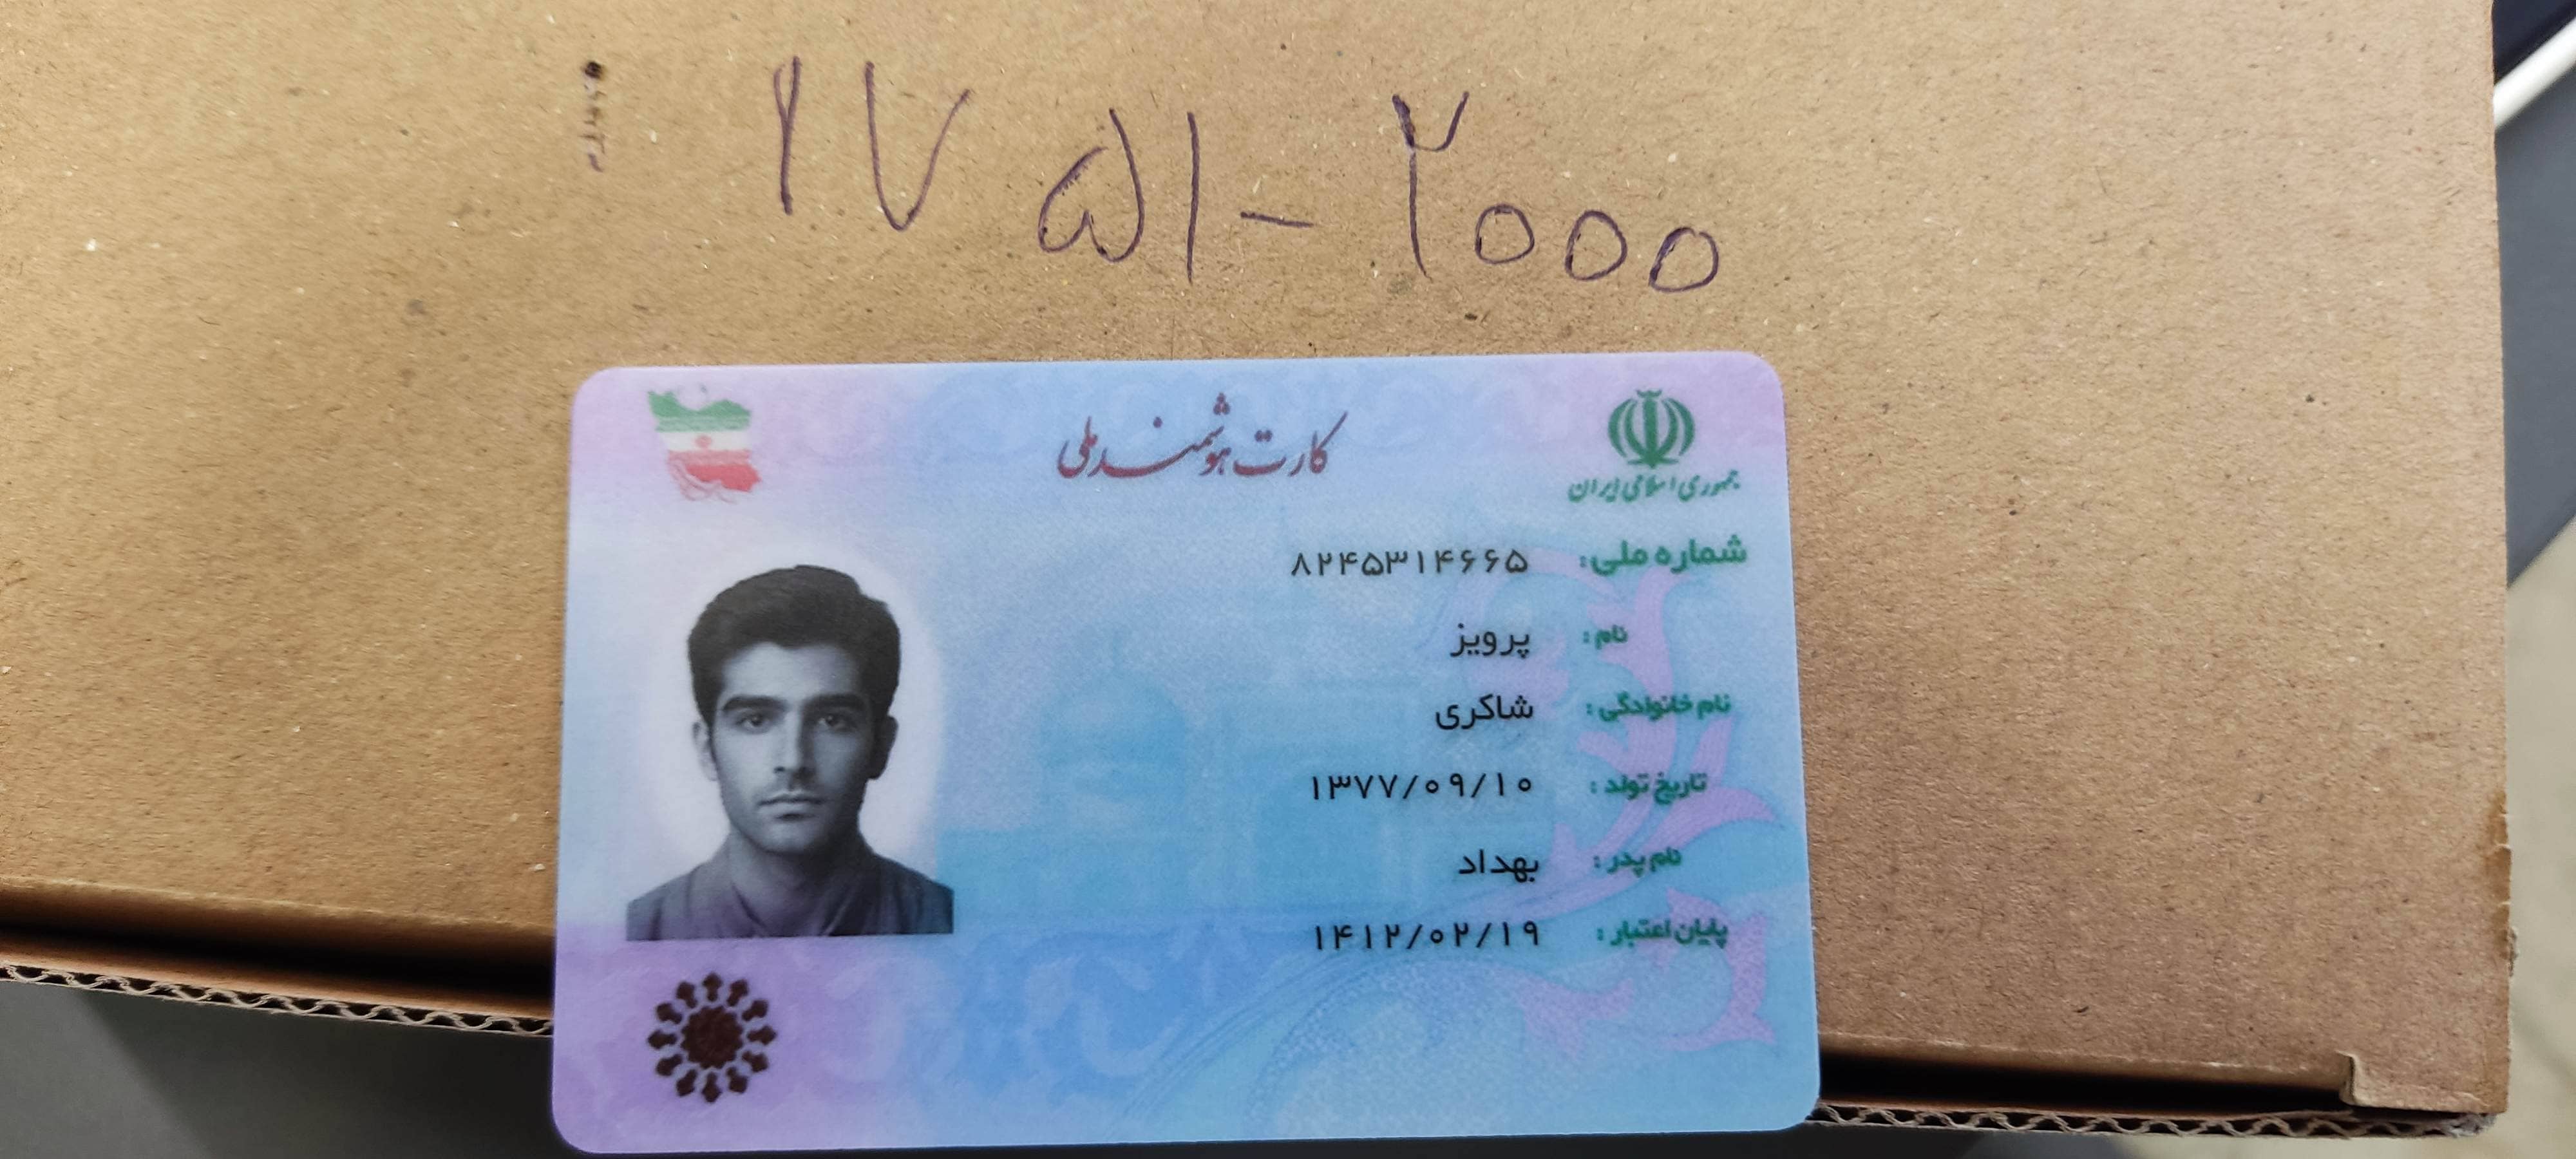 ۱۷ ۵۱-۲۰۰۰
کارت هوشمند ملی
جمهوری اسلامی ایران
شماره ملی: ۸۲۴۵۳۱۴۶۶۵
نام: پرویز
نام خانوادگی: شاکری
تاریخ تولد: ۱۳۷۷/۰۹/۱۰
نام پدر: بهداد
پایان اعتبار: ۱۴۱۲/۰۲/۱۹